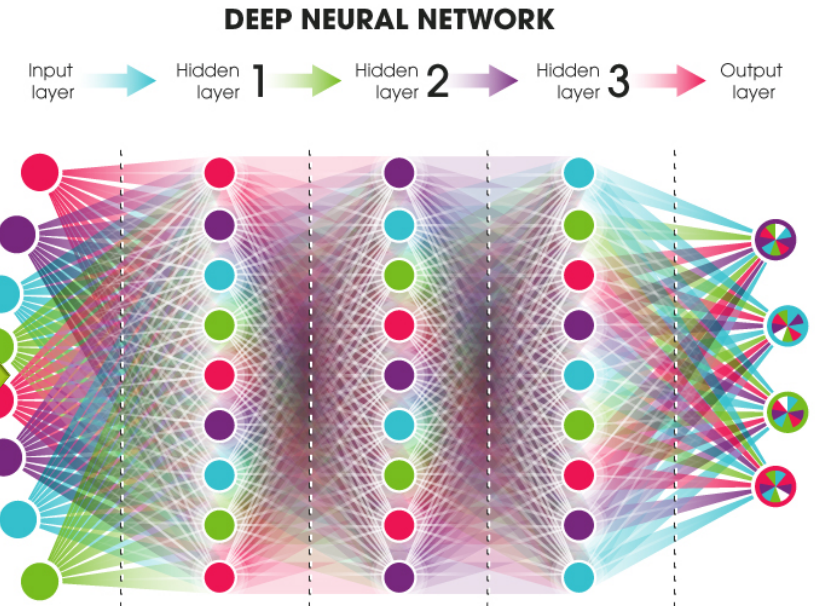 DEEP NEURAL NETWORK
Input
layer
Hidden
layer 1
Hidden
layer 2
Hidden
layer 3
Output
layer